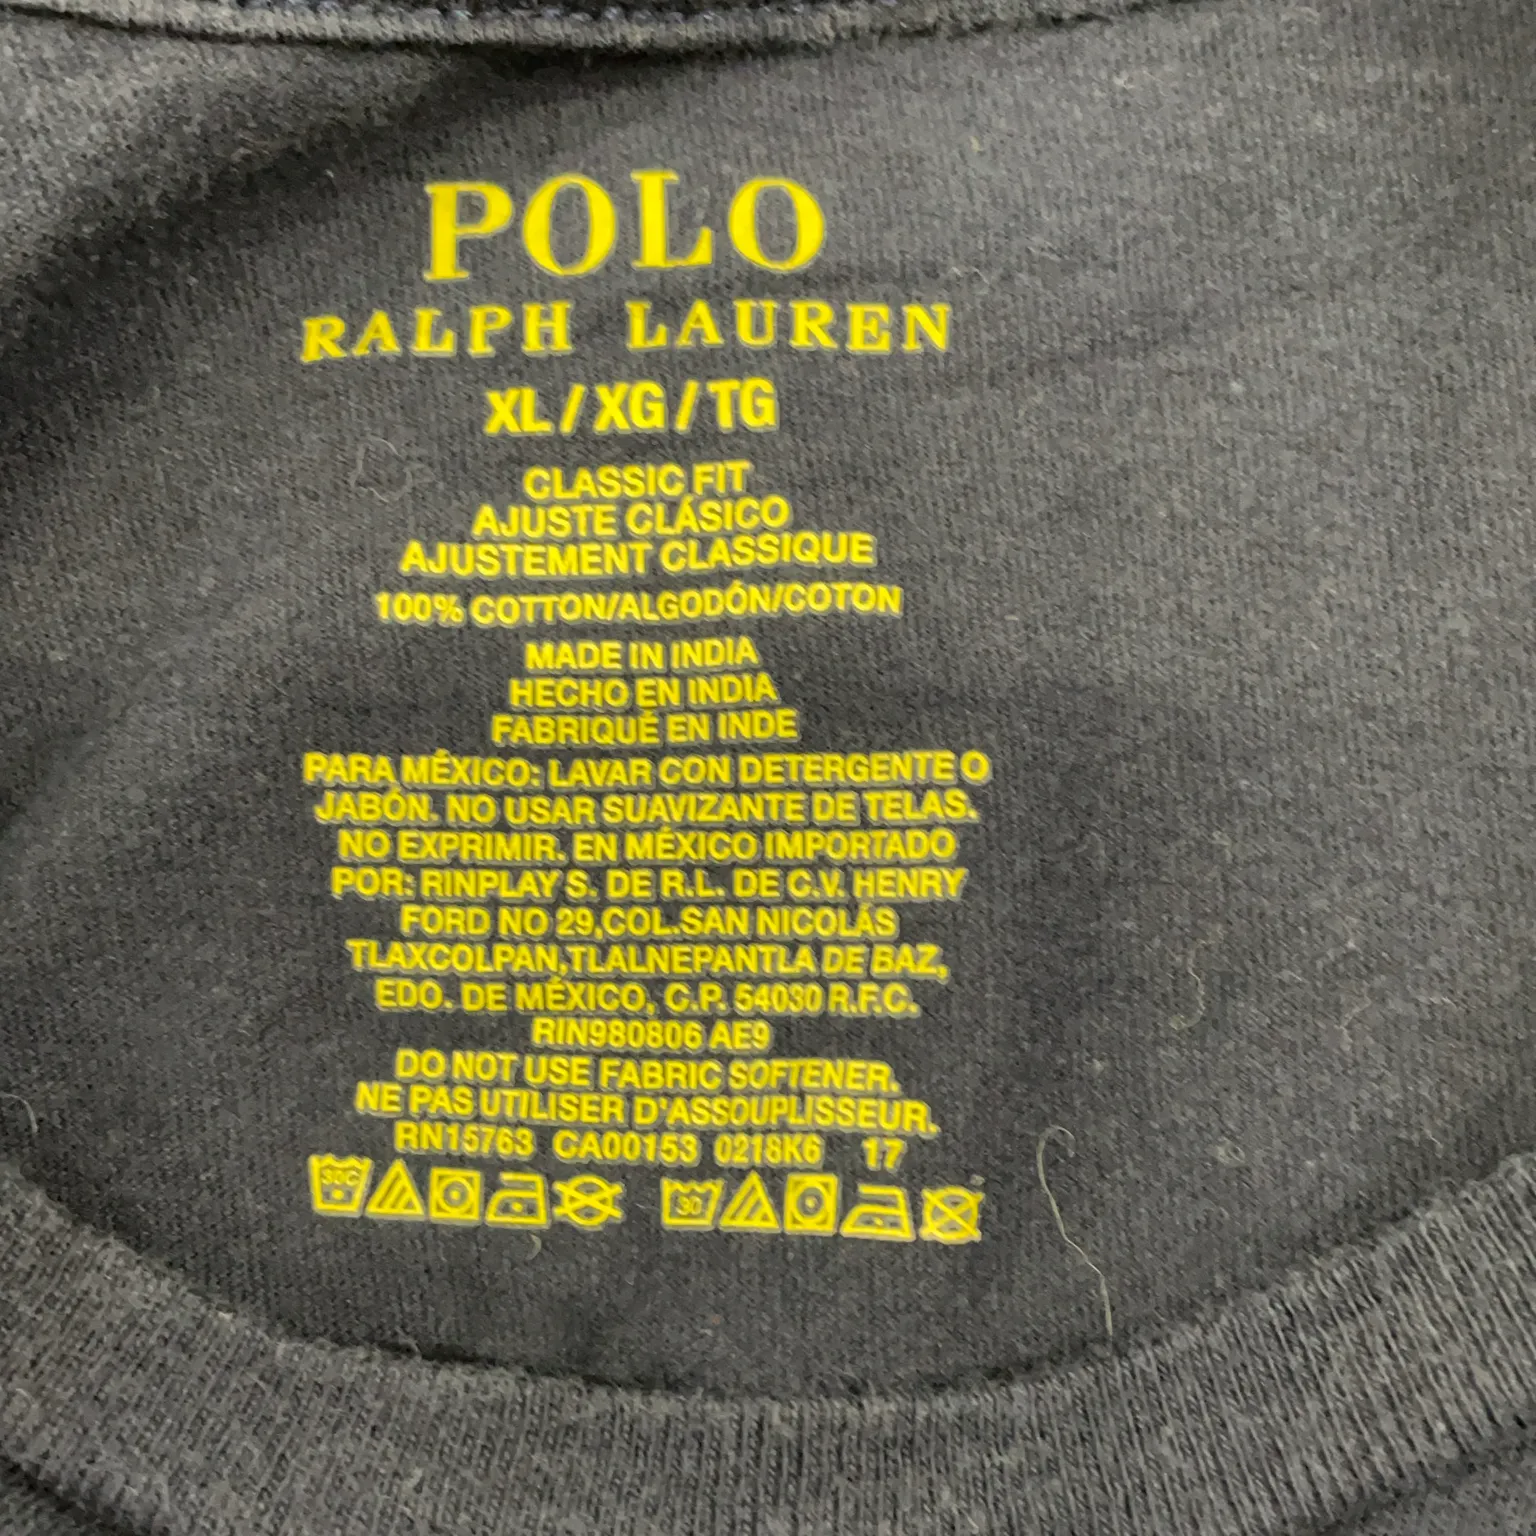 POLO
RALPH LAUREN
XL / XG / TG
CLASSIC FIT
AJUSTE CLÁSICO
AJUSTEMENT CLASSIQUE
100% COTTON/ALGODÓN/COTON
MADE IN INDIA
HECHO EN INDIA
FABRIQUÉ EN INDE
PARA MÉXICO: LAVAR CON DETERGENTE O
JABÓN. NO USAR SUAVIZANTE DE TELAS.
NO EXPRIMIR. EN MÉXICO IMPORTADO
POR: RINPLAY S. DE R.L. DE C.V. HENRY
FORD NO 29,COL.SAN NICOLÁS
TLAXCOLPAN,TLALNEPANTLA DE BAZ,
EDO. DE MÉXICO, C.P. 54030 R.F.C.
RIN980806 AE9
DO NOT USE FABRIC SOFTENER.
NE PAS UTILISER D'ASSOUPLISSEUR.
RN15763 CA00153 0218K6 17
30C 30